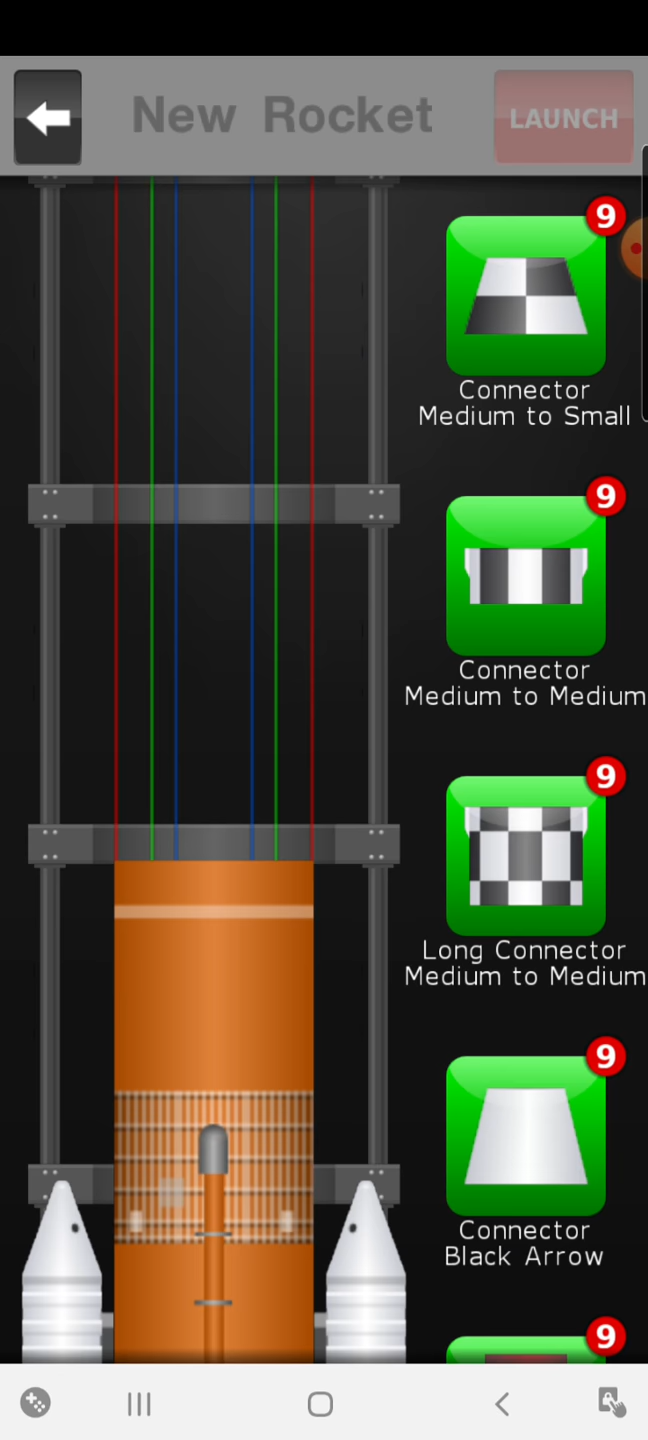 New Rocket
LAUNCH
9
Connector
Medium to Small
9
Connector
Medium to Medium
9
Long Connector
Medium to Medium
9
Connector
Black Arrow
9